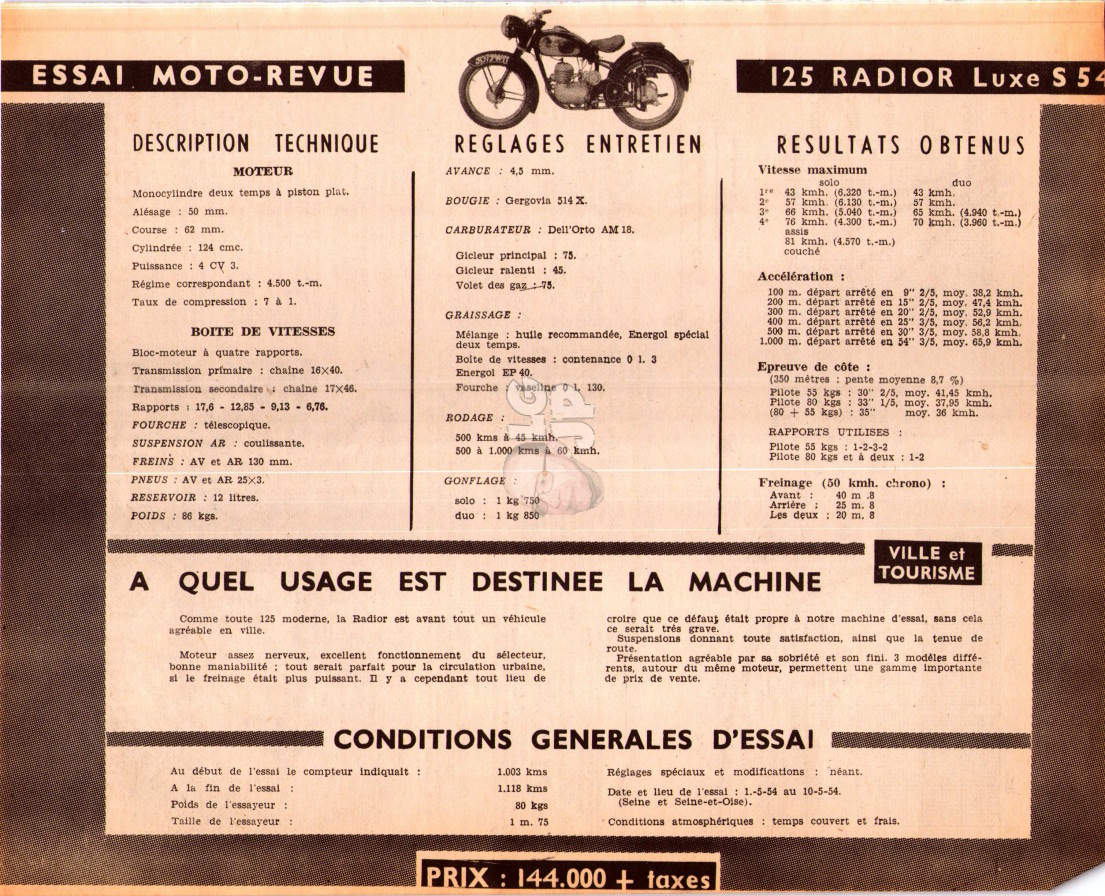 ESSAI MOTO-REVUE
125 RADIOR Luxe S 54
DESCRIPTION TECHNIQUE
MOTEUR
Monocylindre deux temps à piston plat.
Alésage : 50 mm.
Course : 62 mm.
Cylindrée : 124 cmc.
Puissance : 4 CV 3.
Régime correspondant : 4.500 t.-m.
Taux de compression : 7 à 1.
BOITE DE VITESSES
Bloc-moteur à quatre rapports.
Transmission primaire : chaîne 16×40.
Transmission secondaire : chaîne 17×46.
Rapports : 17,6 - 12,85 - 9,13 - 6,76.
FOURCHE : télescopique.
SUSPENSION AR : coulissante.
FREINS : AV et AR 130 mm.
PNEUS : AV et AR 25×3.
RESERVOIR : 12 litres.
POIDS : 86 kgs.
REGLAGES ENTRETIEN
AVANCE : 4,5 mm.
BOUGIE : Gergovia 514 X.
CARBURATEUR : Dell'Orto AM 18.
Gicleur principal : 75.
Gicleur ralenti : 45.
Volet des gaz : 75.
GRAISSAGE :
Mélange : huile recommandée, Energol spécial
deux temps.
Boite de vitesses : contenance 0 l. 3
Energol EP 40.
Fourche : vaseline 0 l. 130.
RODAGE :
500 kms à 45 kmh.
500 à 1.000 kms à 60 kmh.
GONFLAGE :
solo : 1 kg 750
duo : 1 kg 850
LG
JP
RESULTATS OBTENUS
Vitesse maximum
solo duo
1re 43 kmh. (6.320 t.-m.) 43 kmh.
2e 57 kmh. (6.130 t.-m.) 57 kmh.
3e 66 kmh. (5.040 t.-m.) 65 kmh. (4.940 t.-m.)
4e 76 kmh. (4.300 t.-m.) 70 kmh. (3.960 t.-m.)
assis
81 kmh. (4.570 t.-m.)
couché
Accélération :
100 m. départ arrêté en 9" 2/5, moy. 38,2 kmh.
200 m. départ arrêté en 15" 2/5, moy. 47,4 kmh.
300 m. départ arrêté en 20" 2/5, moy. 52,9 kmh.
400 m. départ arrêté en 25" 3/5, moy. 56,2 kmh.
500 m. départ arrêté en 30" 3/5, moy. 58,8 kmh.
1.000 m. départ arrêté en 54" 3/5, moy. 65,9 kmh.
Epreuve de côte :
(350 mètres : pente moyenne 8,7 %)
Pilote 55 kgs : 30" 2/5, moy. 41,45 kmh.
Pilote 80 kgs : 33" 1/5, moy. 37,95 kmh.
(80 + 55 kgs) : 35" moy. 36 kmh.
RAPPORTS UTILISES :
Pilote 55 kgs : 1-2-3-2
Pilote 80 kgs et à deux : 1-2
Freinage (50 kmh. chrono) :
Avant : 40 m .8
Arrière : 25 m. 8
Les deux : 20 m. 8
VILLE et
TOURISME
A QUEL USAGE EST DESTINEE LA MACHINE
Comme toute 125 moderne, la Radior est avant tout un véhicule
agréable en ville.
Moteur assez nerveux, excellent fonctionnement du sélecteur,
bonne maniabilité ; tout serait parfait pour la circulation urbaine,
si le freinage était plus puissant. Il y a cependant tout lieu de
croire que ce défaut était propre à notre machine d'essai, sans cela
ce serait très grave.
Suspensions donnant toute satisfaction, ainsi que la tenue de
route.
Présentation agréable par sa sobriété et son fini. 3 modèles diffé-
rents, autour du même moteur, permettent une gamme importante
de prix de vente.
CONDITIONS GENERALES D'ESSAI
Au début de l'essai le compteur indiquait : 1.003 kms
A la fin de l'essai : 1.118 kms
Poids de l'essayeur : 80 kgs
Taille de l'essayeur : 1 m. 75
Réglages spéciaux et modifications : néant.
Date et lieu de l'essai : 1.-5-54 au 10-5-54.
(Seine et Seine-et-Oise).
Conditions atmosphériques : temps couvert et frais.
PRIX : 144.000 + taxes